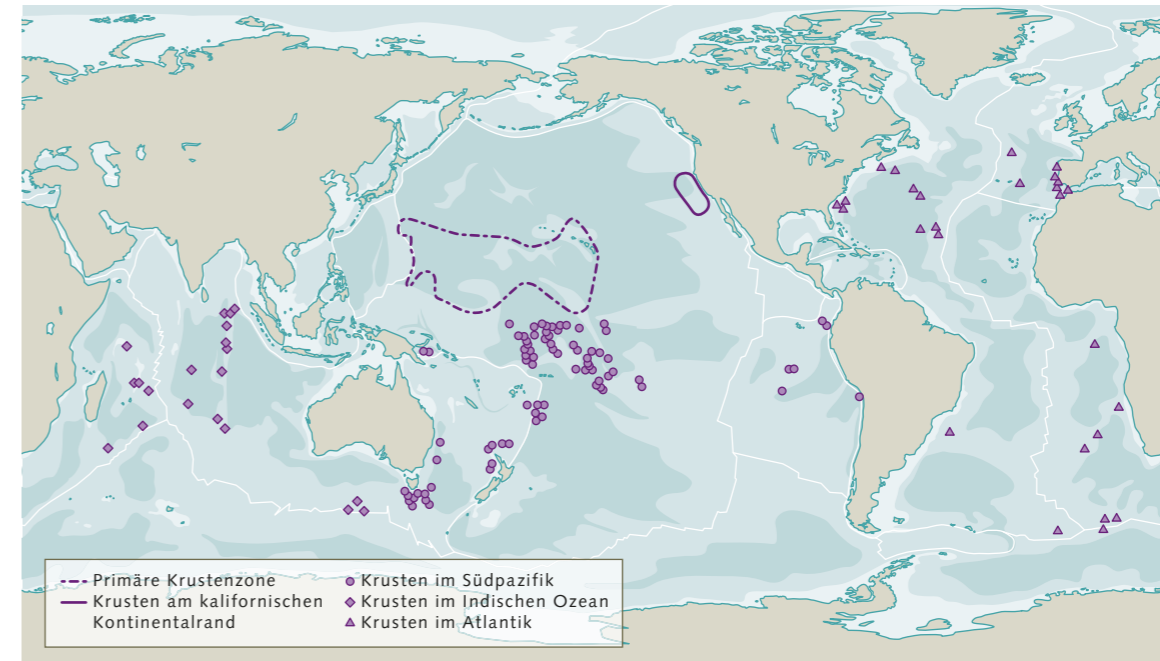 Primäre Krustenzone
Krusten am kalifornischen
Kontinentalrand
Krusten im Südpazifik
Krusten im Indischen Ozean
Krusten im Atlantik